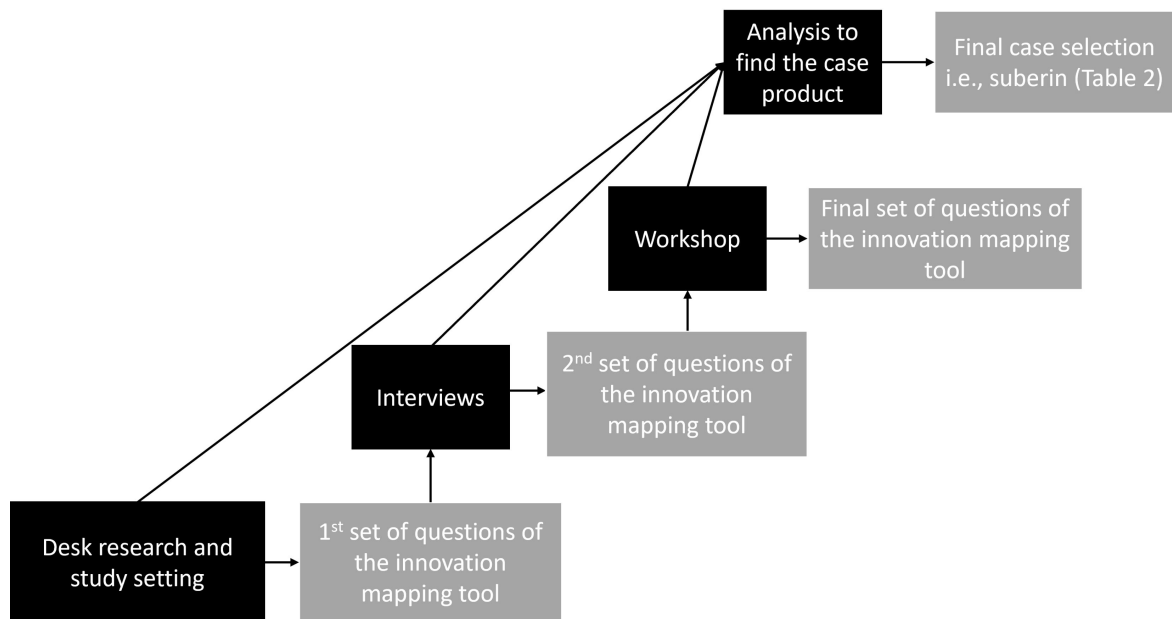 Analysis to
find the case
product
Final case selection
i.e., suberin (Table 2)
Workshop
Final set of questions of
the innovation mapping
tool
Interviews
2nd set of questions of
the innovation
mapping tool
Desk research and
study setting
1st set of questions of
the innovation
mapping tool